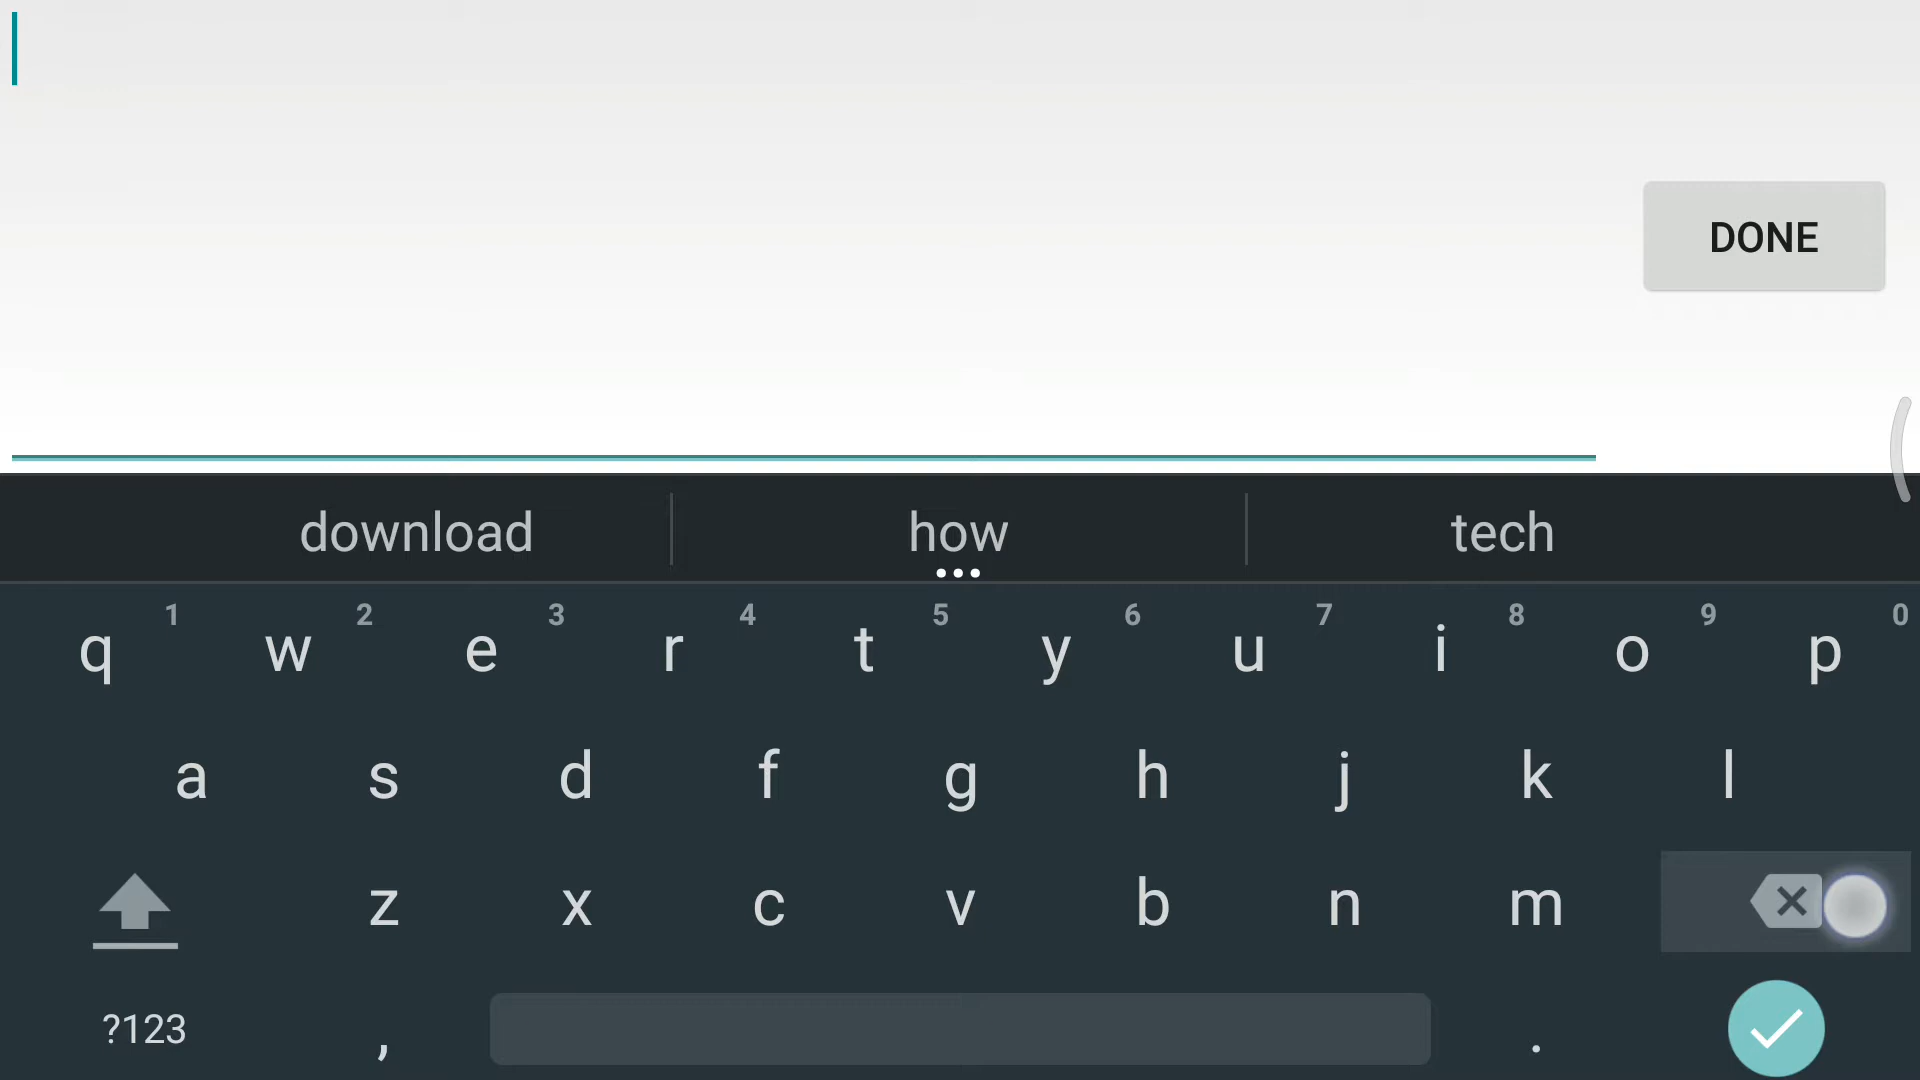 DONE
download how tech
1 2 3 4 5 6 7 8 9 0
q w e r t y u i o p
a s d f g h j k l
z x c v b n m
?123 , .